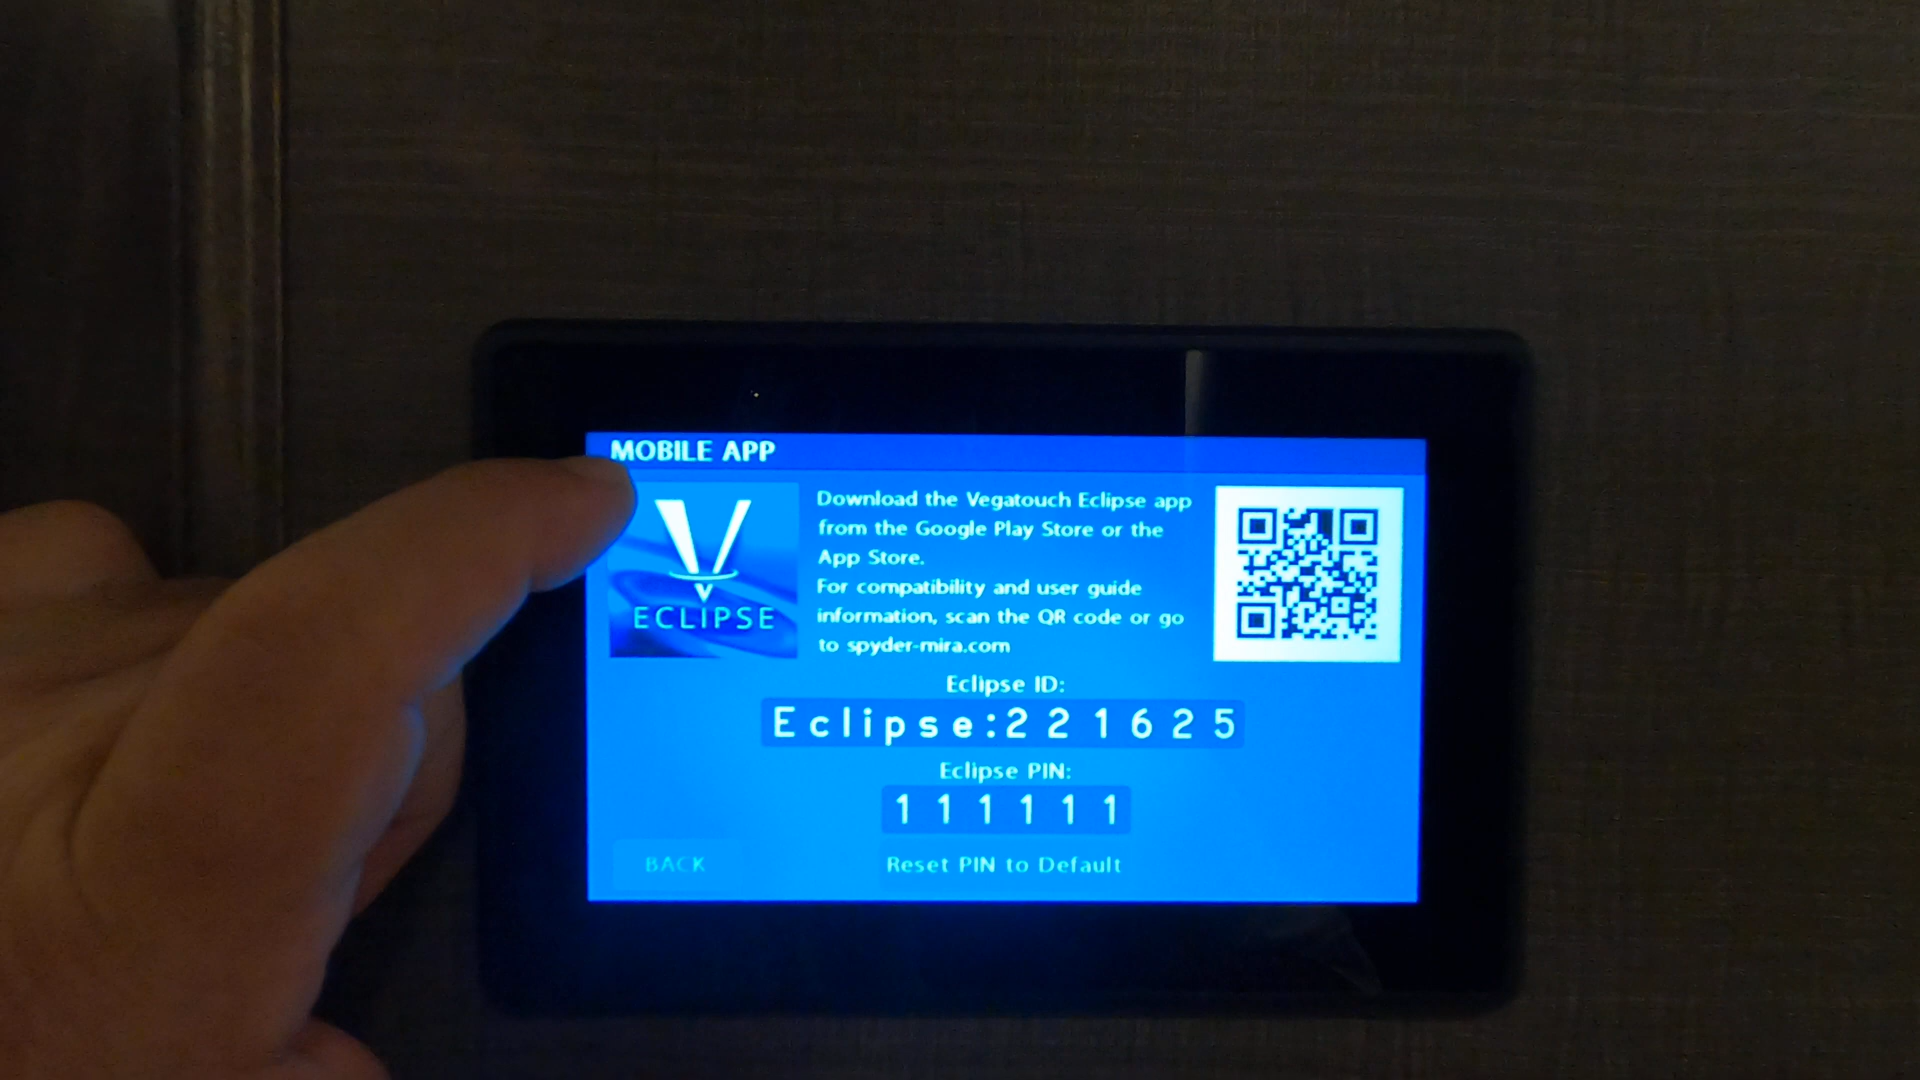 MOBILE APP
V
ECLIPSE
Download the Vegatouch Eclipse app
from the Google Play Store or the
App Store.
For compatibility and user guide
information, scan the QR code or go
to spyder-mira.com
Eclipse ID:
Eclipse:221625
Eclipse PIN:
111111
BACK
Reset PIN to Default